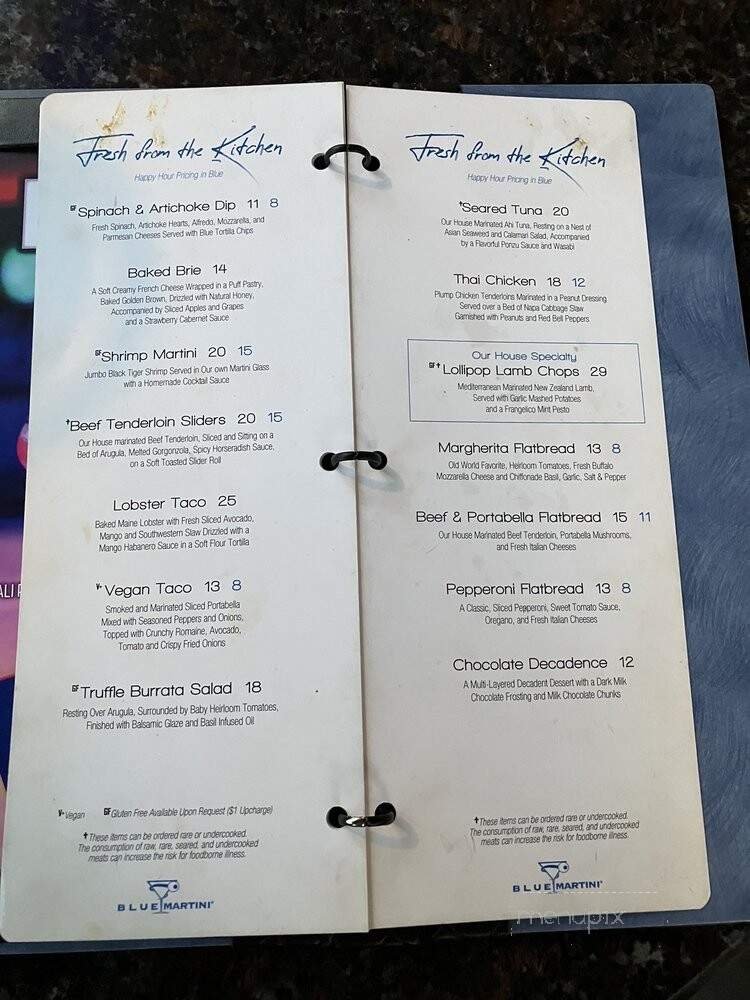 Fresh from the Kitchen
Happy Hour Pricing in Blue
GF Spinach & Artichoke Dip 11 8
Fresh Spinach, Artichoke Hearts, Alfredo, Mozzarella, and
Parmesan Cheeses Served with Blue Tortilla Chips
Baked Brie 14
A Soft Creamy French Cheese Wrapped in a Puff Pastry,
Baked Golden Brown, Drizzled with Natural Honey,
Accompanied by Sliced Apples and Grapes
and a Strawberry Cabernet Sauce
GF Shrimp Martini 20 15
Jumbo Black Tiger Shrimp Served in Our own Martini Glass
with a Homemade Cocktail Sauce
†Beef Tenderloin Sliders 20 15
Our House marinated Beef Tenderloin, Sliced and Sitting on a
Bed of Arugula, Melted Gorgonzola, Spicy Horseradish Sauce,
on a Soft Toasted Slider Roll
Lobster Taco 25
Baked Maine Lobster with Fresh Sliced Avocado,
Mango and Southwestern Slaw Drizzled with a
Mango Habanero Sauce in a Soft Flour Tortilla
V+ Vegan Taco 13 8
Smoked and Marinated Sliced Portabella
Mixed with Seasoned Peppers and Onions,
Topped with Crunchy Romaine, Avocado,
Tomato and Crispy Fried Onions
GF Truffle Burrata Salad 18
Resting Over Arugula, Surrounded by Baby Heirloom Tomatoes,
Finished with Balsamic Glaze and Basil Infused Oil
V+ Vegan GF Gluten Free Available Upon Request ($1 Upcharge)
† These items can be ordered rare or undercooked.
The consumption of raw, rare, seared, and undercooked
meats can increase the risk for foodborne illness.
BLUE MARTINI®
Fresh from the Kitchen
Happy Hour Pricing in Blue
†Seared Tuna 20
Our House Marinated Ahi Tuna, Resting on a Nest of
Asian Seaweed and Calamari Salad, Accompanied
by a Flavorful Ponzu Sauce and Wasabi
Thai Chicken 18 12
Plump Chicken Tenderloins Marinated in a Peanut Dressing
Served over a Bed of Napa Cabbage Slaw
Garnished with Peanuts and Red Bell Peppers
Our House Specialty
GF † Lollipop Lamb Chops 29
Mediterranean Marinated New Zealand Lamb,
Served with Garlic Mashed Potatoes
and a Frangelico Mint Pesto
Margherita Flatbread 13 8
Old World Favorite, Heirloom Tomatoes, Fresh Buffalo
Mozzarella Cheese and Chiffonade Basil, Garlic, Salt & Pepper
Beef & Portabella Flatbread 15 11
Our House Marinated Beef Tenderloin, Portabella Mushrooms,
and Fresh Italian Cheeses
Pepperoni Flatbread 13 8
A Classic, Sliced Pepperoni, Sweet Tomato Sauce,
Oregano, and Fresh Italian Cheeses
Chocolate Decadence 12
A Multi-Layered Decadent Dessert with a Dark Milk
Chocolate Frosting and Milk Chocolate Chunks
† These items can be ordered rare or undercooked.
The consumption of raw, rare, seared, and undercooked
meats can increase the risk for foodborne illness.
BLUE MARTINI®
menupix